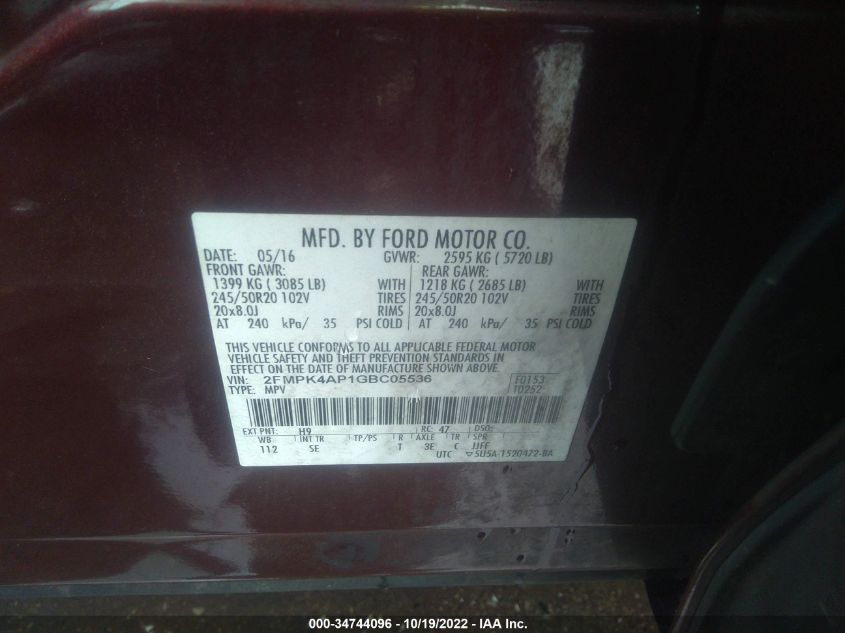 MFD. BY FORD MOTOR CO.
DATE: 05/16 GVWR: 2595 KG ( 5720 LB)
FRONT GAWR: REAR GAWR:
1399 KG ( 3085 LB) WITH 1218 KG ( 2685 LB) WITH
245/50R20 102V TIRES 245/50R20 102V TIRES
20x8.0J RIMS 20x8.0J RIMS
AT 240 kPa/ 35 PSI COLD AT 240 kPa/ 35 PSI COLD
THIS VEHICLE CONFORMS TO ALL APPLICABLE FEDERAL MOTOR
VEHICLE SAFETY AND THEFT PREVENTION STANDARDS IN
EFFECT ON THE DATE OF MANUFACTURE SHOWN ABOVE.
VIN: 2FMPK4AP1GBC05536 F0153
TYPE: MPV T0252
EXT PNT: H9 RC: 47 DSO:
WB INT TR TP/PS R AXLE TR SPR
112 SE T 3E C JJFF
UTC ▽5U5A-1520472-BA
000-34744096 - 10/19/2022 - IAA Inc.